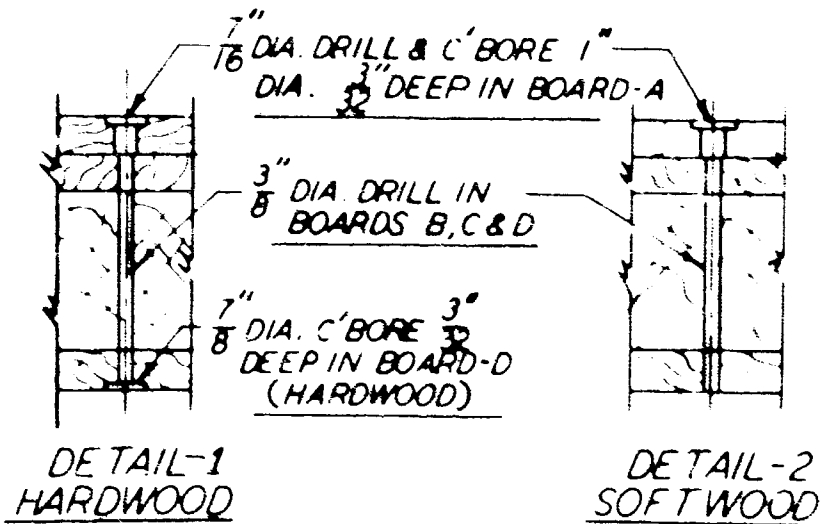 7/16" DIA. DRILL & C'BORE 1"
DIA. 3/32" DEEP IN BOARD-A
3/8" DIA. DRILL IN
BOARDS B, C & D
7/8" DIA. C'BORE 3/32"
DEEP IN BOARD-D
(HARDWOOD)
DETAIL-1
HARDWOOD
DETAIL-2
SOFTWOOD